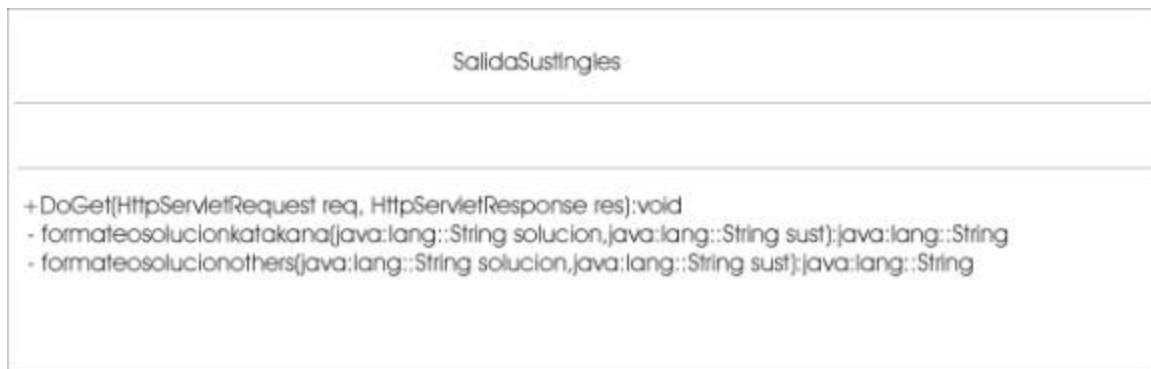 SalidaSustIngles
+DoGet(HttpServletRequest req, HttpServletResponse res):void
- formateosolucionkatakana(java:lang::String solucion,java:lang::String sust):java:lang::String
- formateosolucionothers(java:lang::String solucion,java:lang::String sust):java:lang::String